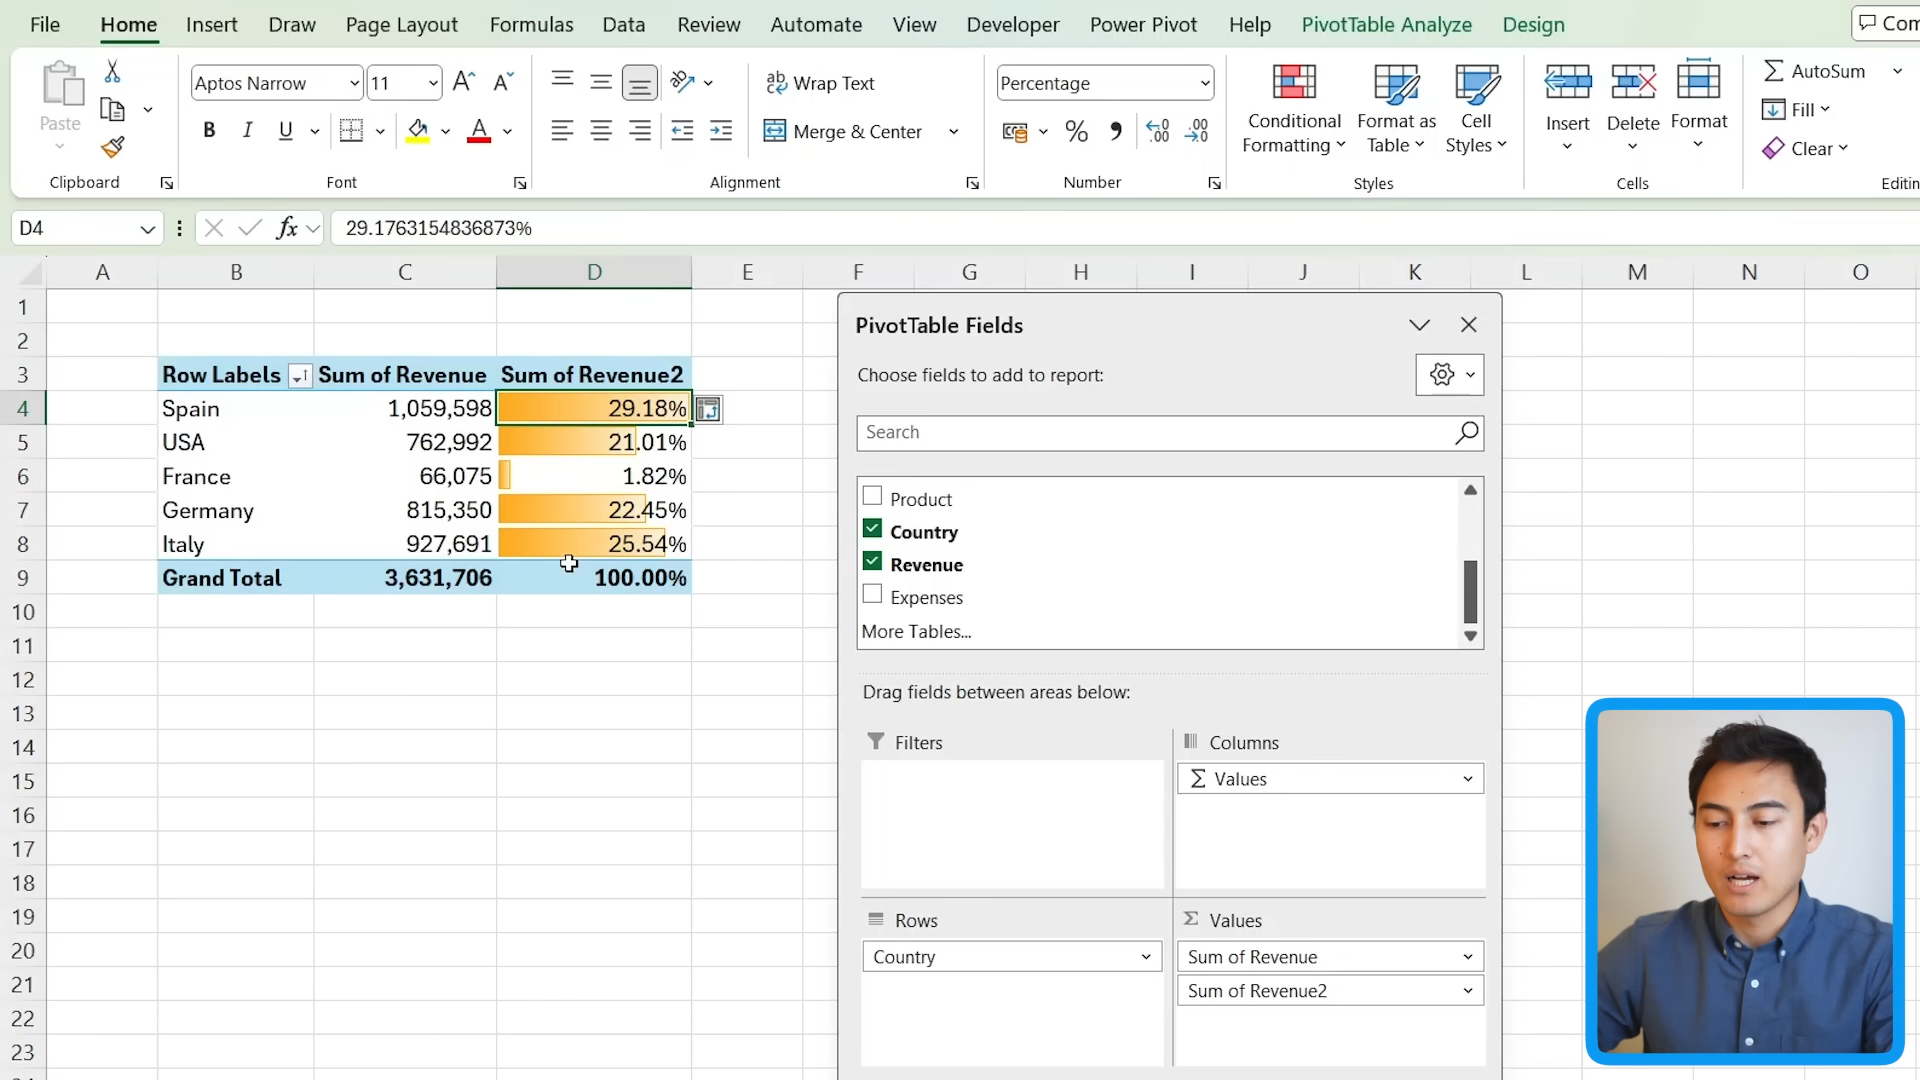 File Home Insert Draw Page Layout Formulas Data Review Automate View Developer Power Pivot Help PivotTable Analyze Design
Paste
Clipboard
Aptos Narrow 11
B I U
Font
Wrap Text
Merge & Center
Alignment
Percentage
Number
Conditional Formatting
Format as Table
Cell Styles
Styles
Insert Delete Format
Cells
AutoSum
Fill
Clear
D4 fx 29.1763154836873%
A B C D E F G H I J K L M N O
1
2
3 Row Labels Sum of Revenue Sum of Revenue2
4 Spain 1,059,598 29.18%
5 USA 762,992 21.01%
6 France 66,075 1.82%
7 Germany 815,350 22.45%
8 Italy 927,691 25.54%
9 Grand Total 3,631,706 100.00%
10
11
12
13
14
15
16
17
18
19
20
21
22
23
PivotTable Fields
Choose fields to add to report:
Search
Product
Country
Revenue
Expenses
More Tables...
Drag fields between areas below:
Filters
Columns
Σ Values
Rows
Country
Σ Values
Sum of Revenue
Sum of Revenue2